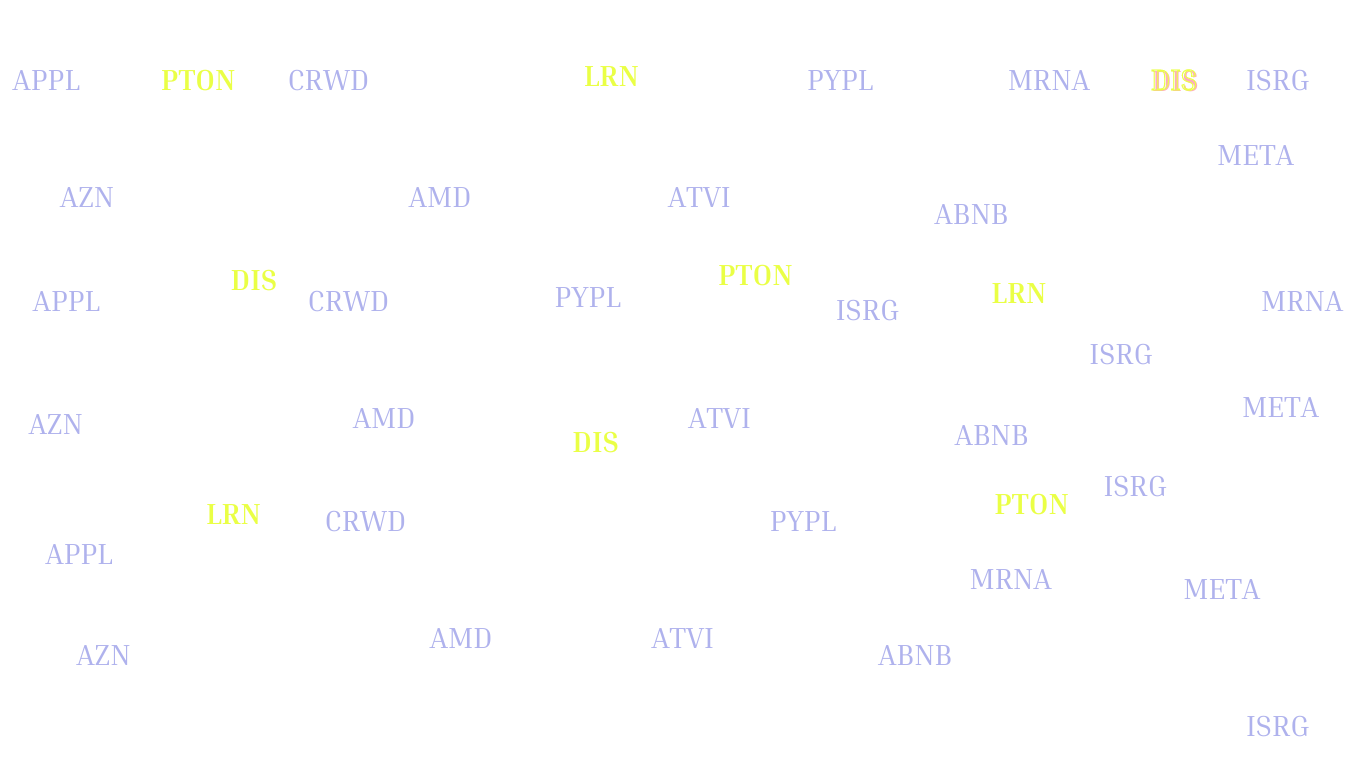 APPL PTON CRWD LRN PYPL MRNA DIS ISRG
META
AZN AMD ATVI ABNB
DIS PTON
APPL CRWD PYPL ISRG LRN MRNA
ISRG
META
AZN AMD DIS ATVI ABNB
ISRG
LRN CRWD PYPL PTON
APPL
MRNA META
AZN AMD ATVI ABNB
ISRG